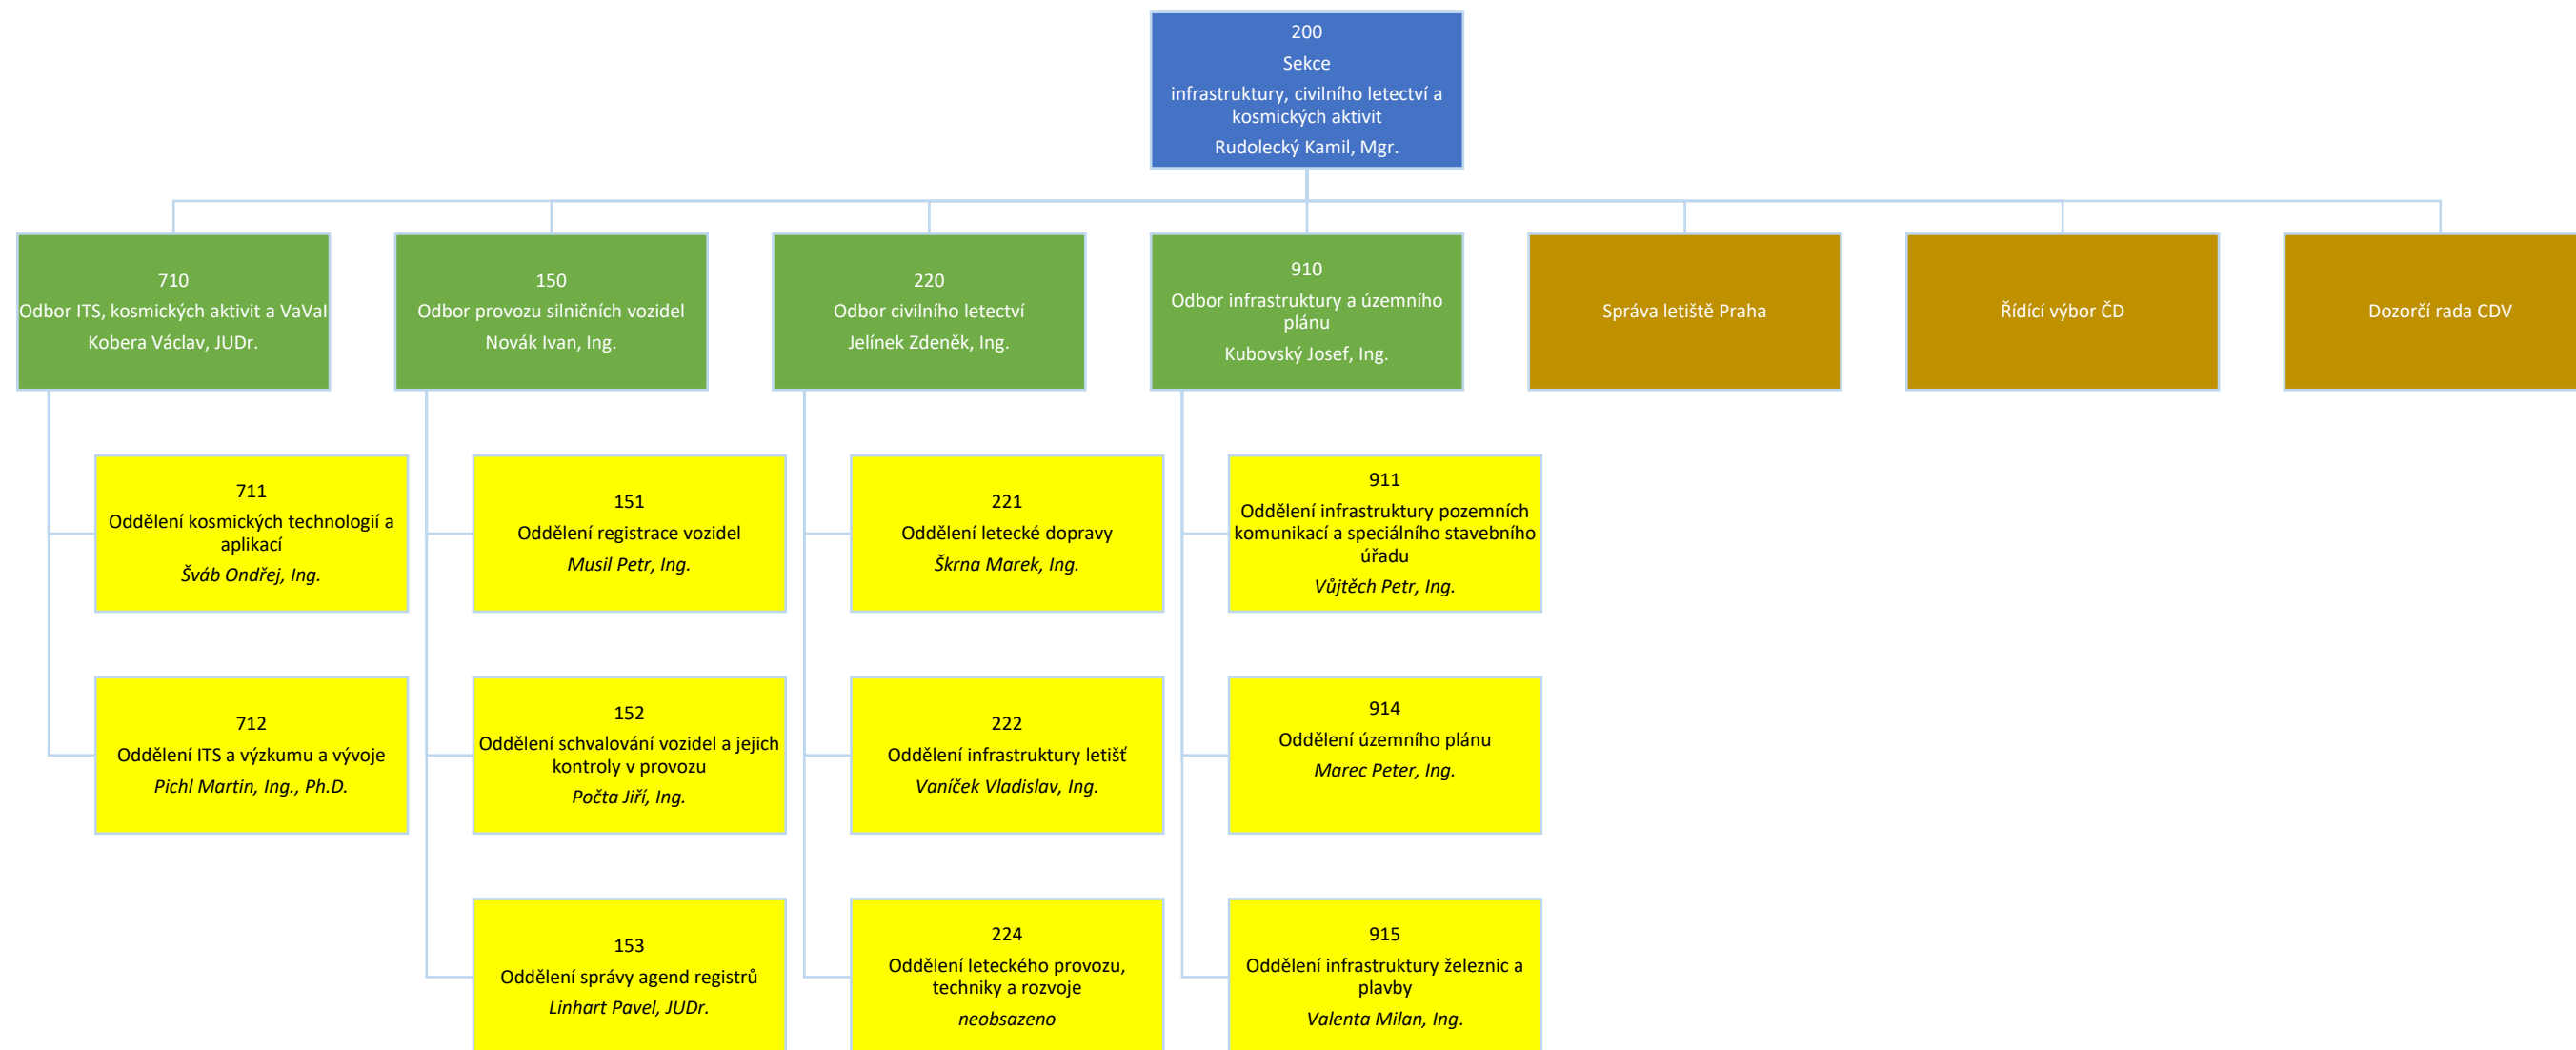 200
Sekce
infrastruktury, civilního letectví a
kosmických aktivit
Rudolecký Kamil, Mgr.
710
Odbor ITS, kosmických aktivit a VaVaI
Kobera Václav, JUDr.
150
Odbor provozu silničních vozidel
Novák Ivan, Ing.
220
Odbor civilního letectví
Jelínek Zdeněk, Ing.
910
Odbor infrastruktury a územního
plánu
Kubovský Josef, Ing.
Správa letiště Praha
Řídící výbor ČD
Dozorčí rada CDV
711
Oddělení kosmických technologií a
aplikací
Šváb Ondřej, Ing.
151
Oddělení registrace vozidel
Musil Petr, Ing.
221
Oddělení letecké dopravy
Škrna Marek, Ing.
911
Oddělení infrastruktury pozemních
komunikací a speciálního stavebního
úřadu
Vůjtěch Petr, Ing.
712
Oddělení ITS a výzkumu a vývoje
Pichl Martin, Ing., Ph.D.
152
Oddělení schvalování vozidel a jejich
kontroly v provozu
Počta Jiří, Ing.
222
Oddělení infrastruktury letišť
Vaníček Vladislav, Ing.
914
Oddělení územního plánu
Marec Peter, Ing.
153
Oddělení správy agend registrů
Linhart Pavel, JUDr.
224
Oddělení leteckého provozu,
techniky a rozvoje
neobsazeno
915
Oddělení infrastruktury železnic a
plavby
Valenta Milan, Ing.